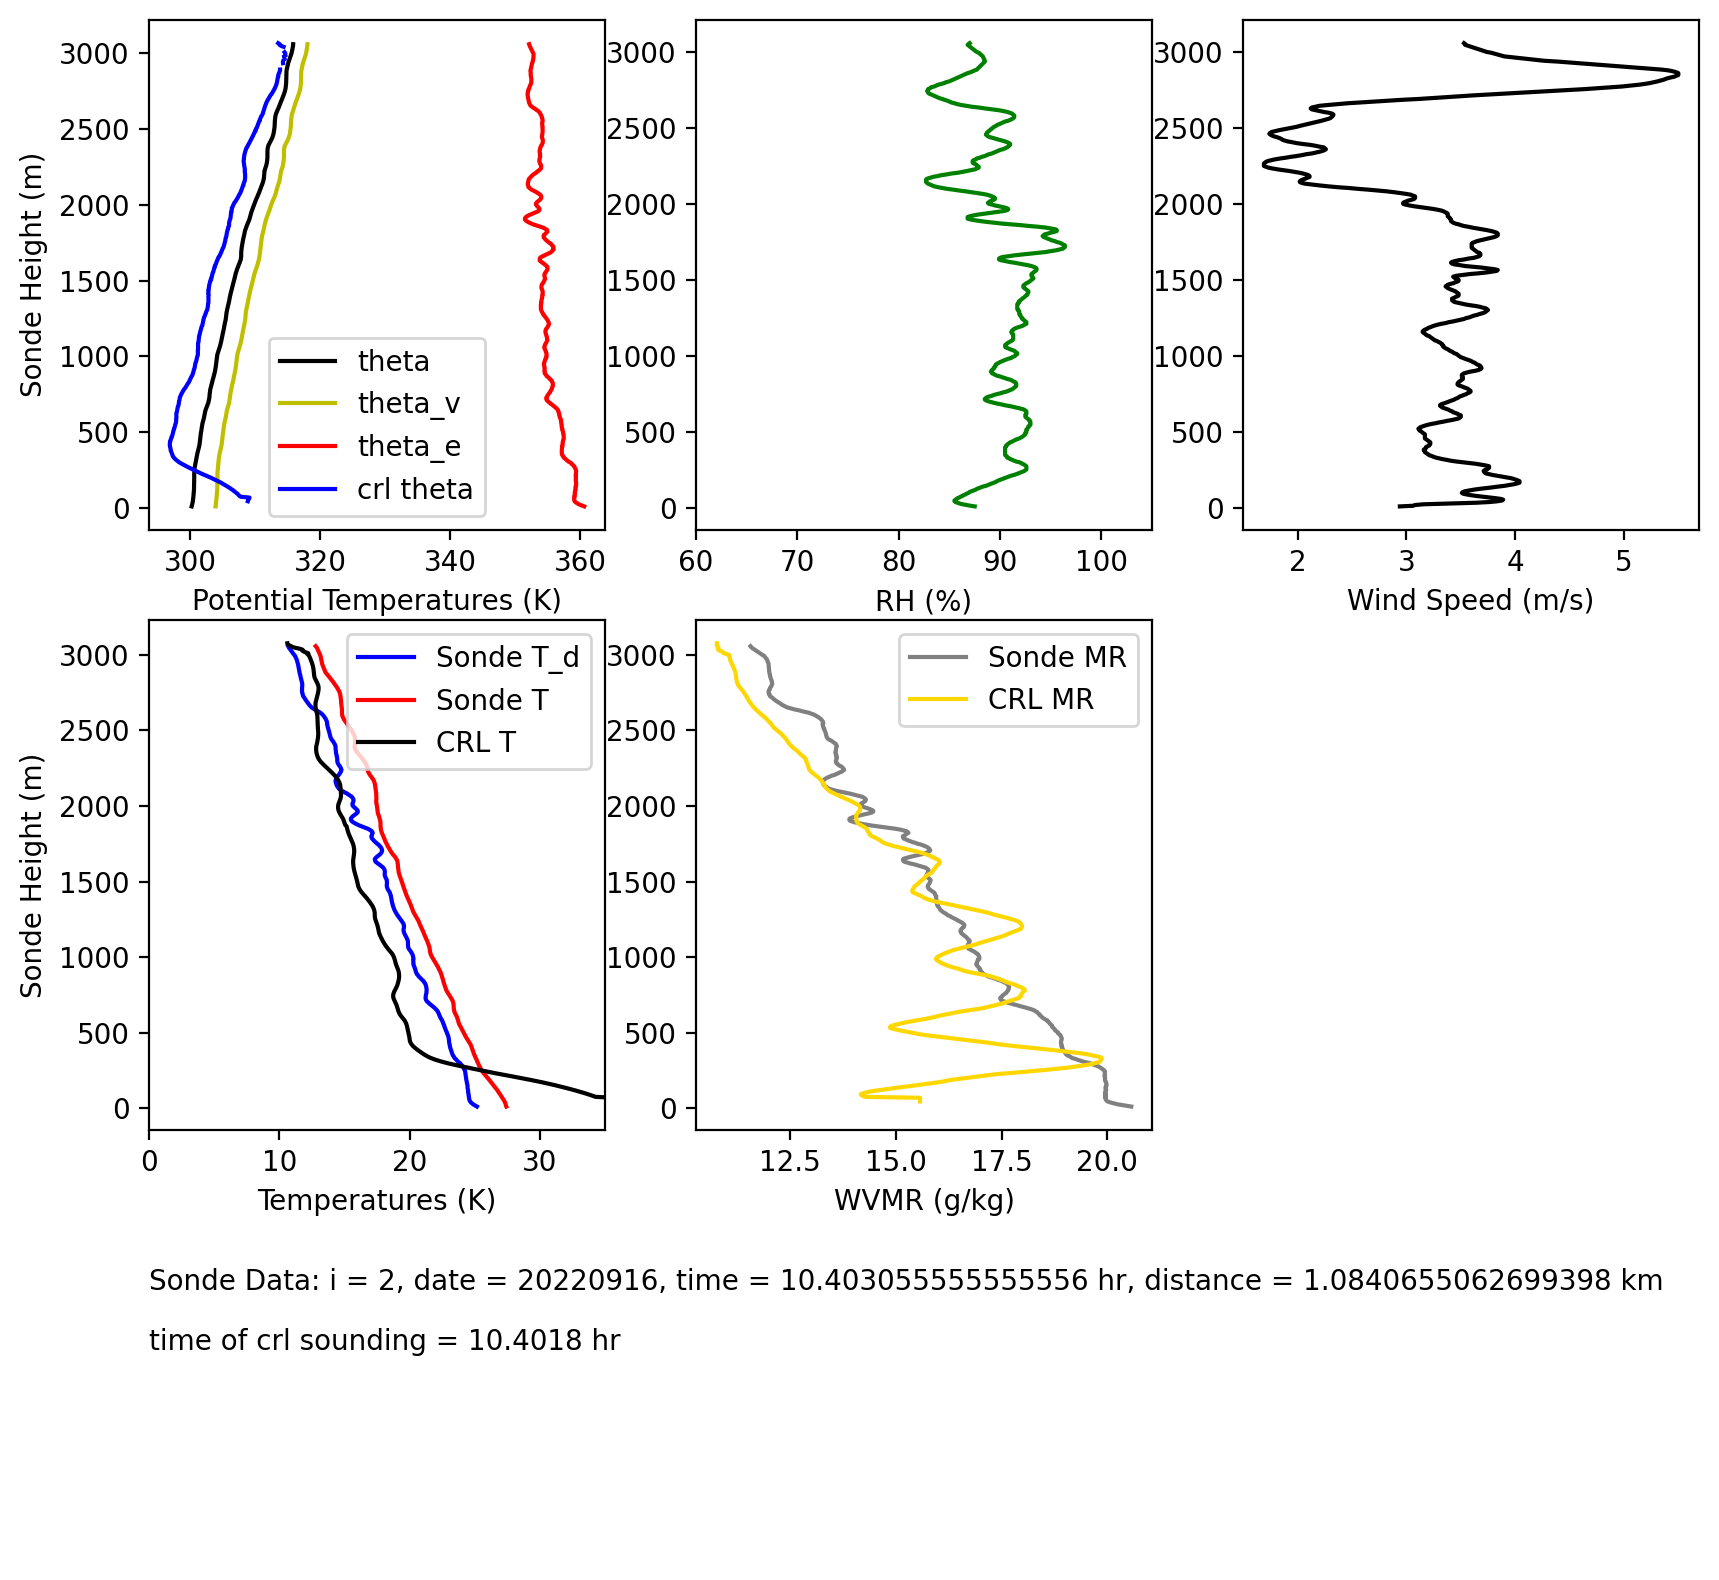 3000
2500
2000
1500
1000
500
0
Sonde Height (m)
300 320 340 360
Potential Temperatures (K)
theta
theta_v
theta_e
crl theta
3000
2500
2000
1500
1000
500
0
60 70 80 90 100
RH (%)
3000
2500
2000
1500
1000
500
0
2 3 4 5
Wind Speed (m/s)
3000
2500
2000
1500
1000
500
0
Sonde Height (m)
0 10 20 30
Temperatures (K)
Sonde T_d
Sonde T
CRL T
3000
2500
2000
1500
1000
500
0
12.5 15.0 17.5 20.0
WVMR (g/kg)
Sonde MR
CRL MR
Sonde Data: i = 2, date = 20220916, time = 10.403055555555556 hr, distance = 1.0840655062699398 km
time of crl sounding = 10.4018 hr